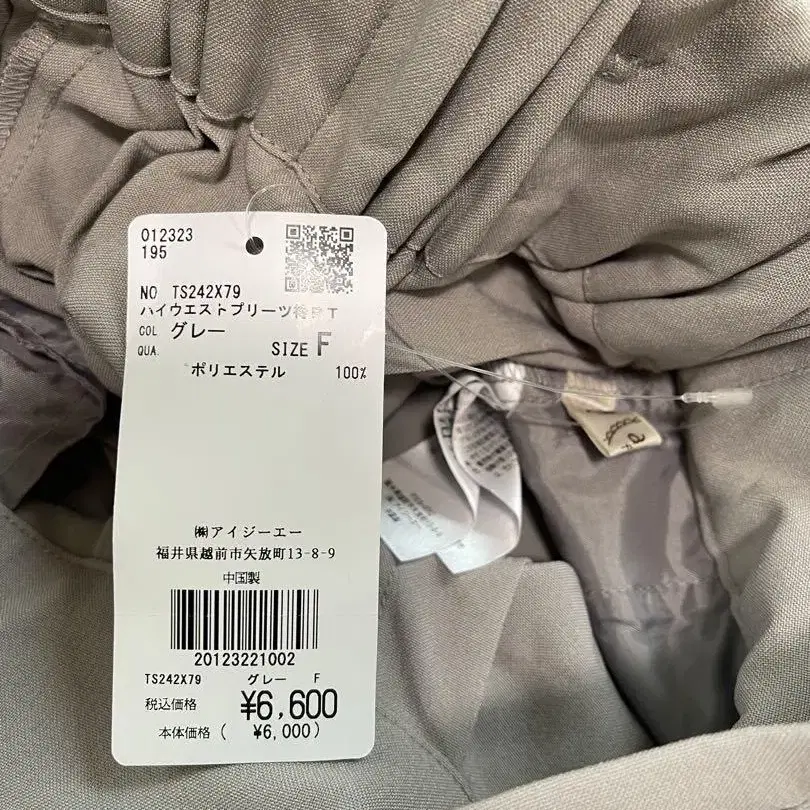 012323
195
NO TS242X79
ハイウエストプリーツ袴PT
COL グレー
QUA.
SIZE F
ポリエステル 100%
㈱アイジーエー
福井県越前市矢放町13-8-9
中国製
20123221002
TS242X79 グレー F
税込価格 ¥6,600
本体価格 ( ¥6,000)